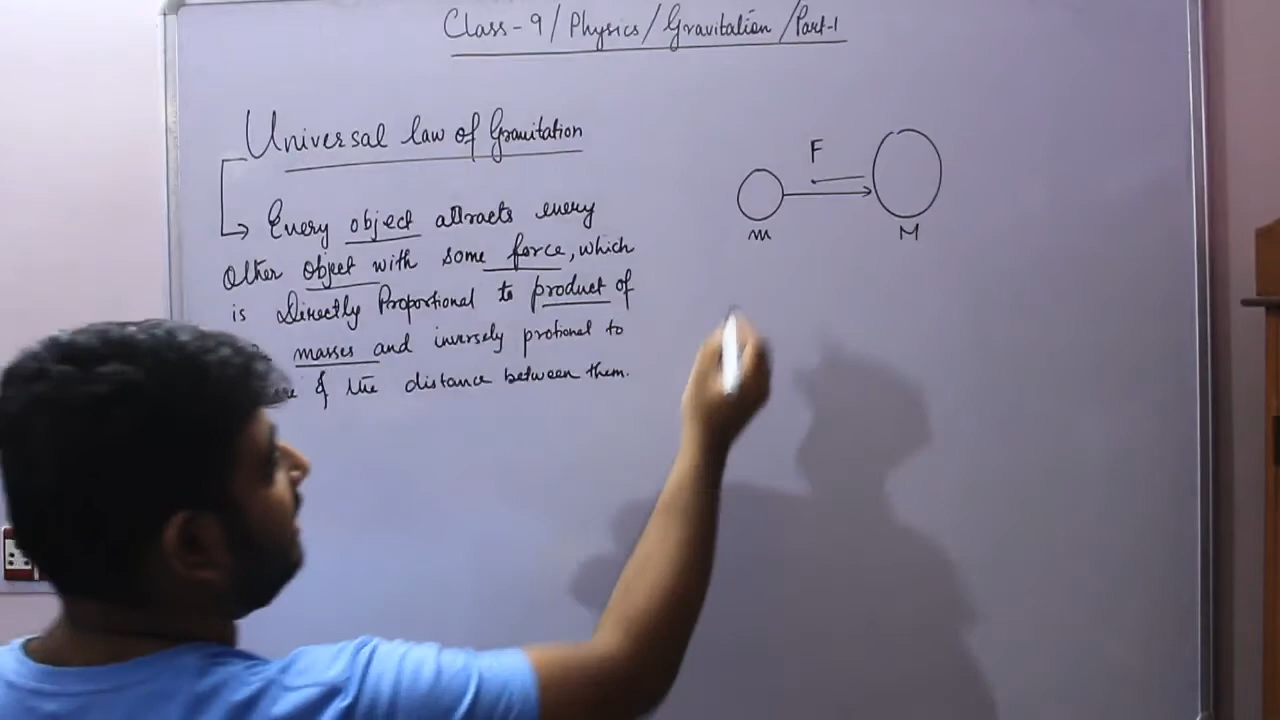 Class-9/Physics/Gravitation/Part-1
Universal law of Gravitation
Every object attracts every
other object with some force, which
is Directly Proportional to product of
masses and inversely protional to
of the distance between them.
F
m
M